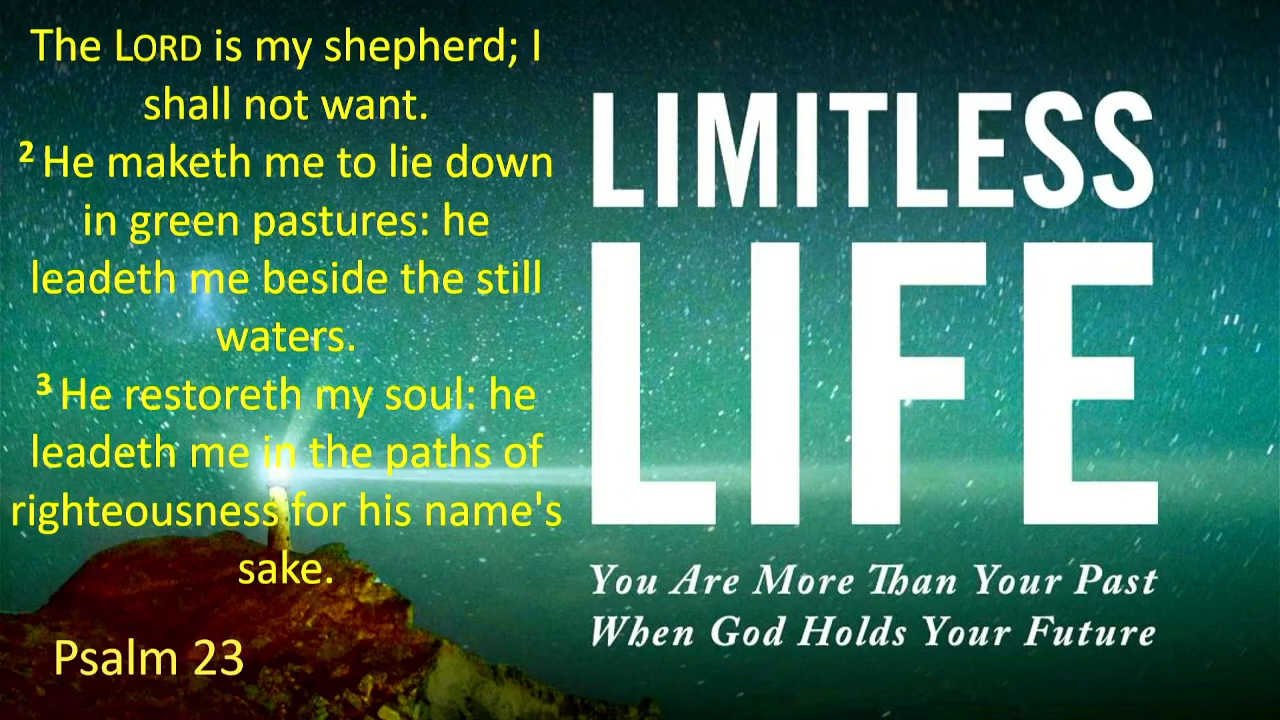 The LORD is my shepherd; I
shall not want.
2 He maketh me to lie down
in green pastures: he
leadeth me beside the still
waters.
3 He restoreth my soul: he
leadeth me in the paths of
righteousness for his name's
sake.
Psalm 23
LIMITLESS
LIFE
You Are More Than Your Past
When God Holds Your Future